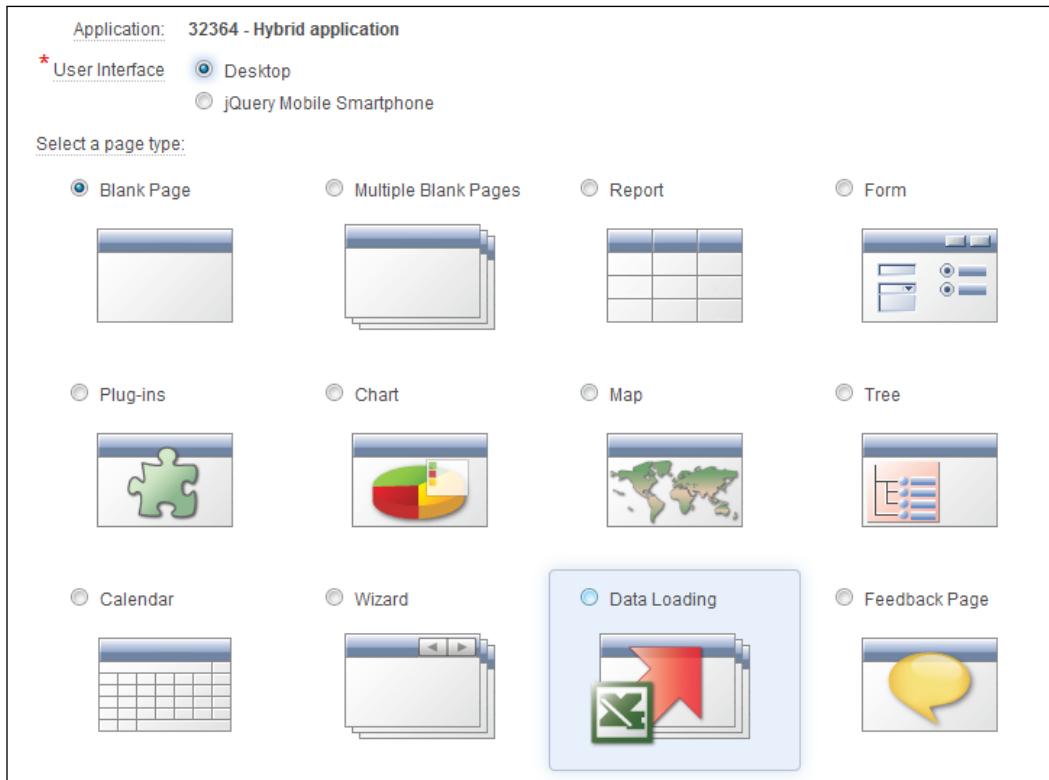 Application: 32364 - Hybrid application
* User Interface Desktop
jQuery Mobile Smartphone
Select a page type:
Blank Page Multiple Blank Pages Report Form
Plug-ins Chart Map Tree
Calendar Wizard Data Loading Feedback Page